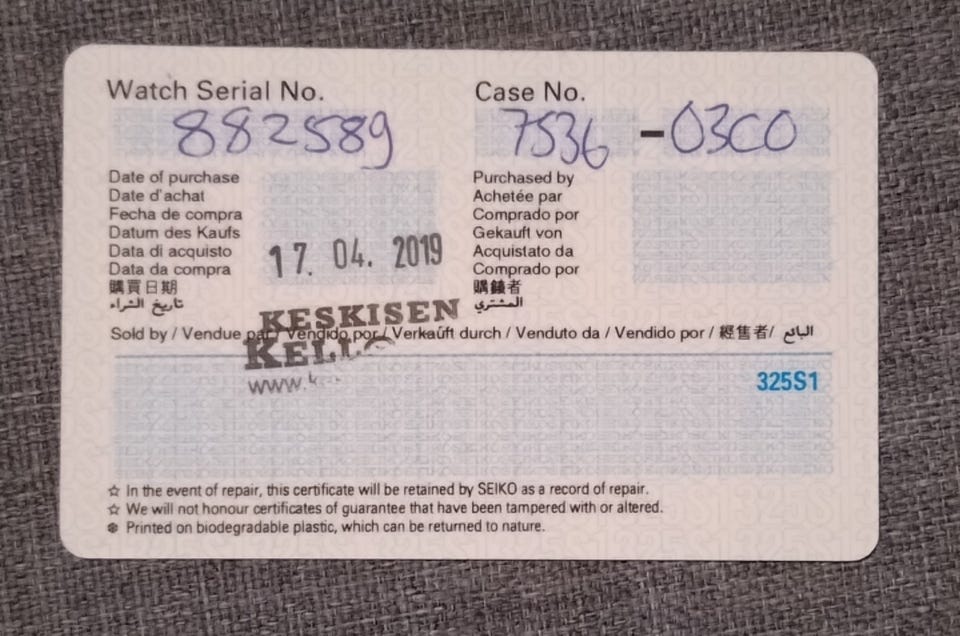 Watch Serial No.
882589
Case No.
7536 - 03C0
Date of purchase
Date d'achat
Fecha de compra
Datum des Kaufs
Data di acquisto
Data da compra
購買日期
تاريخ الشراء
17. 04. 2019
Purchased by
Achetée par
Comprado por
Gekauft von
Acquistato da
Comprado por
購錶者
المشتري
KESKISEN
Sold by / Vendue par / Vendido por / Verkauft durch / Venduto da / Vendido por / 經售者 / البائع
www.
325S1
☆ In the event of repair, this certificate will be retained by SEIKO as a record of repair.
☆ We will not honour certificates of guarantee that have been tampered with or altered.
❆ Printed on biodegradable plastic, which can be returned to nature.